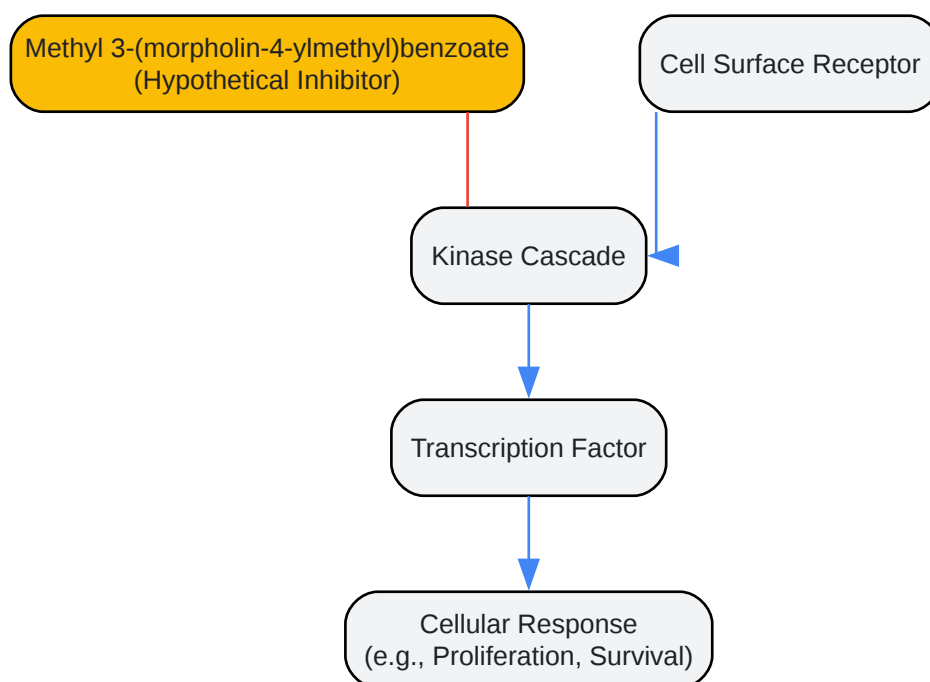 Methyl 3-(morpholin-4-ylmethyl)benzoate
(Hypothetical Inhibitor)
Cell Surface Receptor
Kinase Cascade
Transcription Factor
Cellular Response
(e.g., Proliferation, Survival)